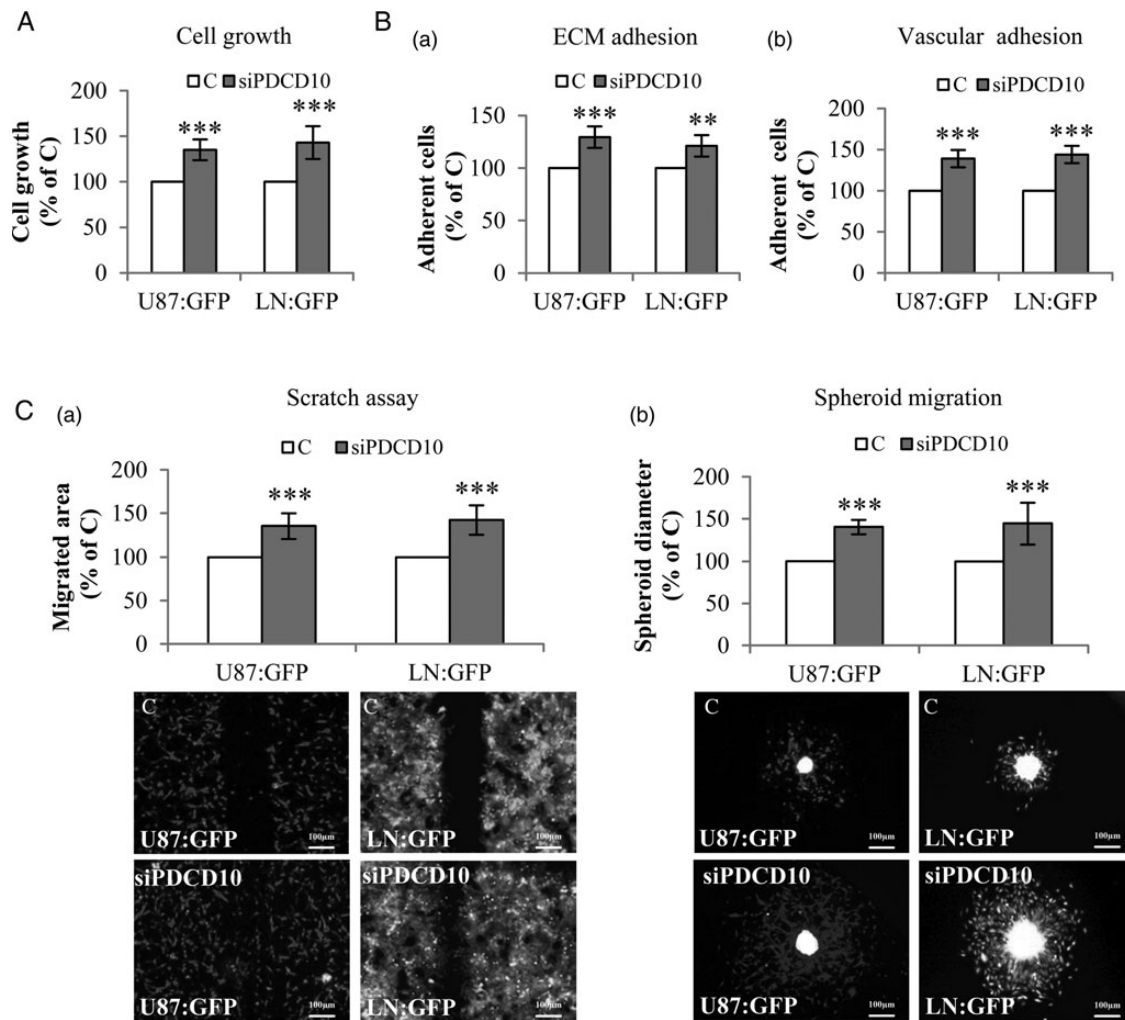 A
Cell growth
C siPDCD10
Cell growth
(% of C)
200
150
100
50
0
***
***
U87:GFP LN:GFP
B
(a)
ECM adhesion
C siPDCD10
Adherent cells
(% of C)
150
100
50
0
***
**
U87:GFP LN:GFP
(b)
Vascular adhesion
C siPDCD10
Adherent cells
(% of C)
200
150
100
50
0
***
***
U87:GFP LN:GFP
C
(a)
Scratch assay
C siPDCD10
Migrated area
(% of C)
200
150
100
50
0
***
***
U87:GFP LN:GFP
C
U87:GFP
100µm
C
LN:GFP
100µm
siPDCD10
U87:GFP
100µm
siPDCD10
LN:GFP
100µm
(b)
Spheroid migration
C siPDCD10
Spheroid diameter
(% of C)
200
150
100
50
0
***
***
U87:GFP LN:GFP
C
U87:GFP
100µm
C
LN:GFP
100µm
siPDCD10
U87:GFP
100µm
siPDCD10
LN:GFP
100µm